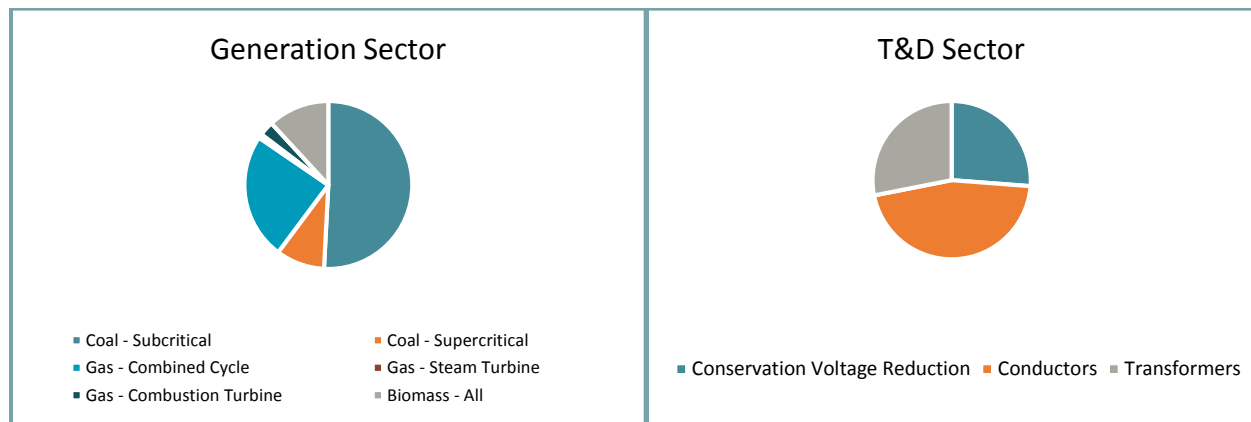 Generation Sector
Coal - Subcritical
Coal - Supercritical
Gas - Combined Cycle
Gas - Steam Turbine
Gas - Combustion Turbine
Biomass - All
T&D Sector
Conservation Voltage Reduction
Conductors
Transformers